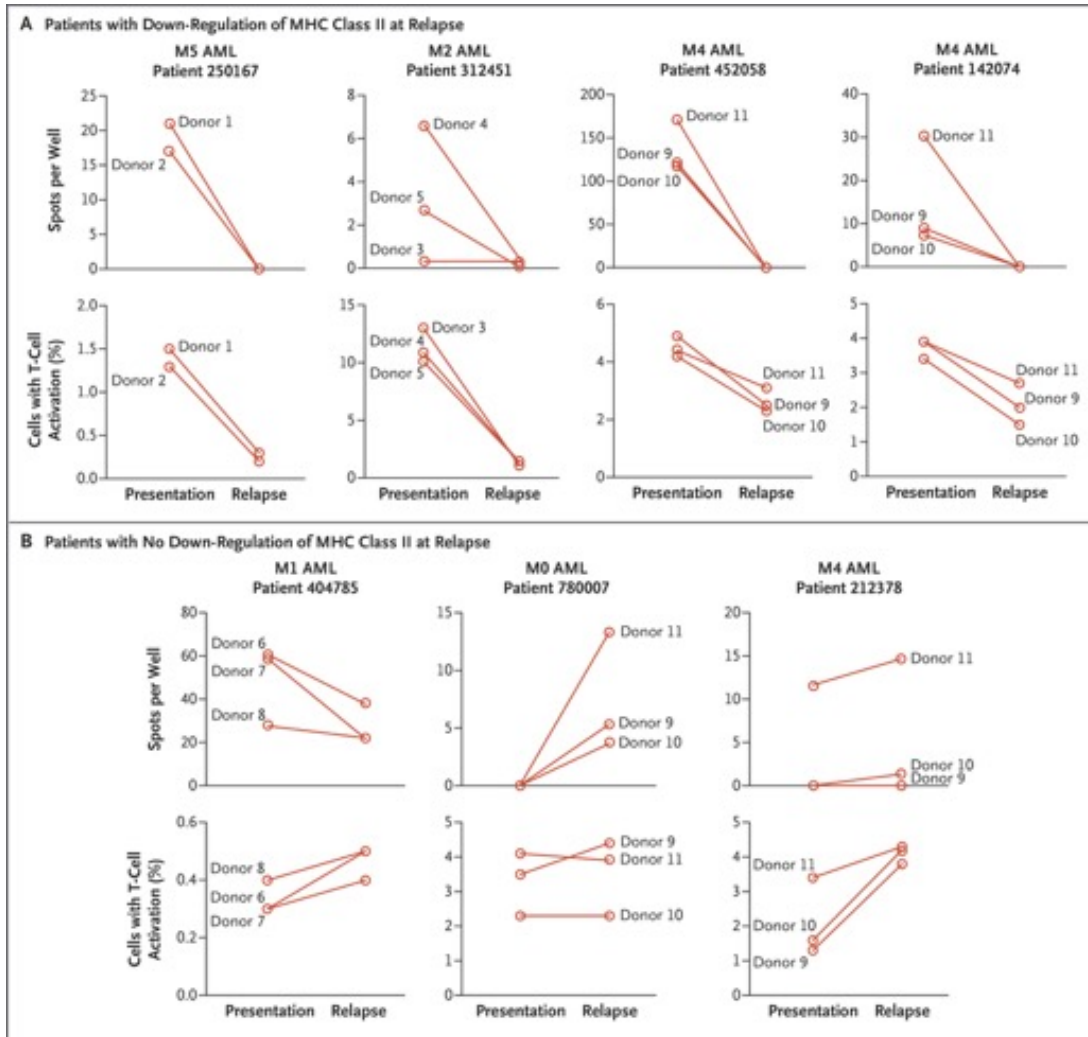 A Patients with Down-Regulation of MHC Class II at Relapse
M5 AML
Patient 250167
M2 AML
Patient 312451
M4 AML
Patient 452058
M4 AML
Patient 142074
Spots per Well
25
20
15
10
5
0
Donor 1
Donor 2
8
6
4
2
0
Donor 4
Donor 5
Donor 3
200
150
100
50
0
Donor 11
Donor 9
Donor 10
40
30
20
10
0
Donor 11
Donor 9
Donor 10
Cells with T-Cell
Activation (%)
2.0
1.5
1.0
0.5
0.0
Donor 1
Donor 2
Presentation Relapse
15
10
5
0
Donor 3
Donor 4
Donor 5
Presentation Relapse
6
4
2
0
Donor 11
Donor 9
Donor 10
Presentation Relapse
5
4
3
2
1
0
Donor 11
Donor 9
Donor 10
Presentation Relapse
B Patients with No Down-Regulation of MHC Class II at Relapse
M1 AML
Patient 404785
M0 AML
Patient 780007
M4 AML
Patient 212378
Spots per Well
80
60
40
20
0
Donor 6
Donor 7
Donor 8
15
10
5
0
Donor 11
Donor 9
Donor 10
20
15
10
5
0
Donor 11
Donor 10
Donor 9
Cells with T-Cell
Activation (%)
0.6
0.4
0.2
0.0
Donor 8
Donor 6
Donor 7
Presentation Relapse
5
4
3
2
1
0
Donor 9
Donor 11
Donor 10
Presentation Relapse
5
4
3
2
1
0
Donor 11
Donor 10
Donor 9
Presentation Relapse